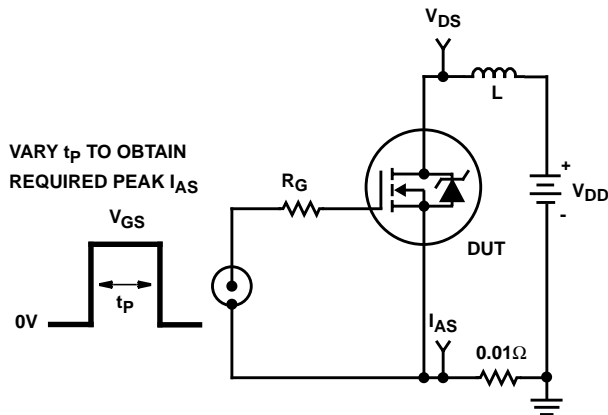 V_DS
L
VARY t_P TO OBTAIN
REQUIRED PEAK I_AS
R_G
+
V_DD
-
V_GS
DUT
t_P
0V
I_AS
0.01Ω